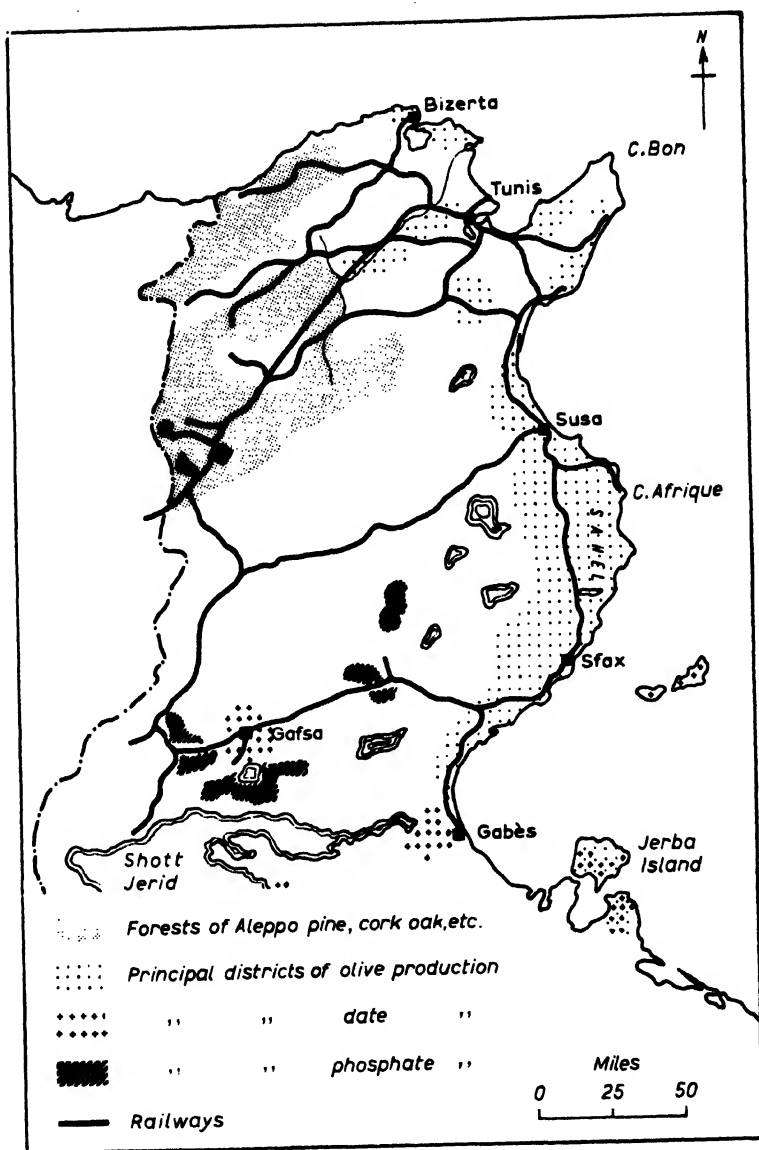 N
Bizerta
C.Bon
Tunis
Susa
C.Afrique
SAHEL
Sfax
Gafsa
Gabès
Shott
Jerid
Jerba
Island
Forests of Aleppo pine, cork oak, etc.
Principal districts of olive production
,, ,, date ,,
,, ,, phosphate ,,
Railways
Miles
0 25 50